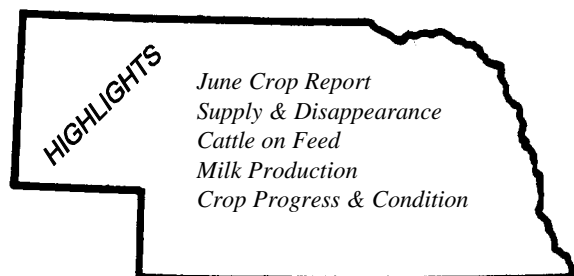 HIGHLIGHTS
June Crop Report
Supply & Disappearance
Cattle on Feed
Milk Production
Crop Progress & Condition